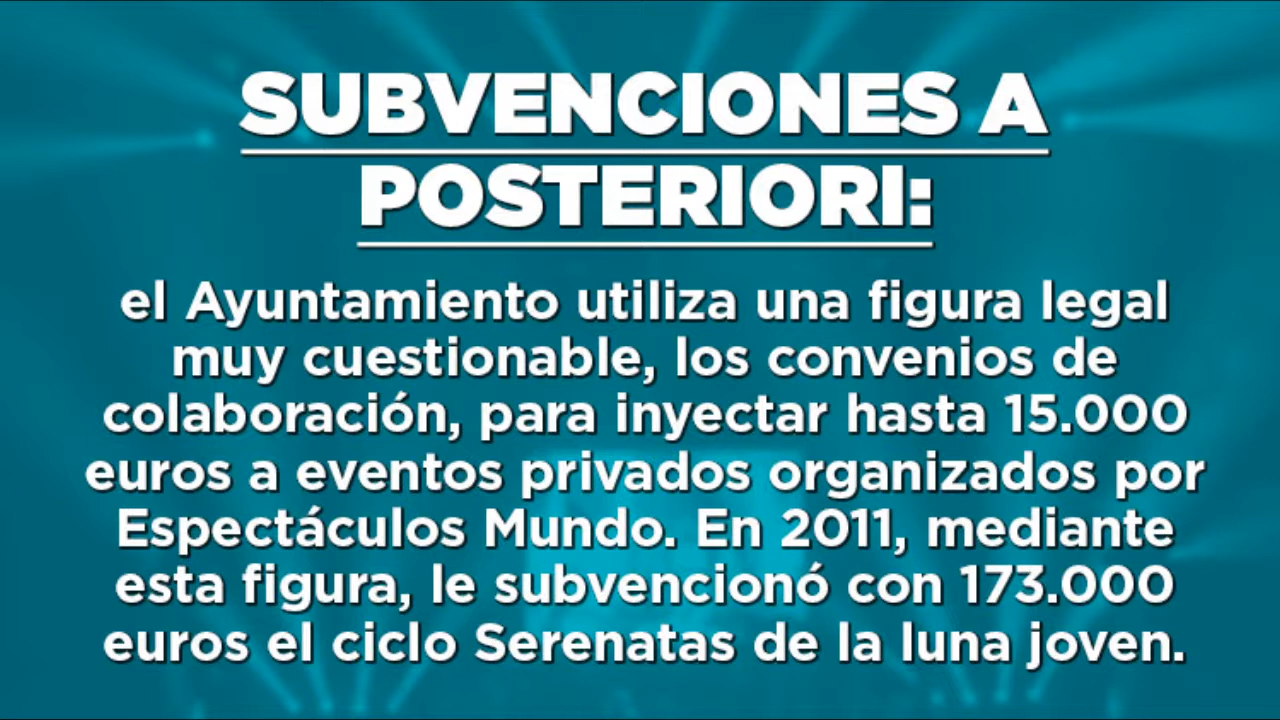 SUBVENCIONES A
POSTERIORI:
el Ayuntamiento utiliza una figura legal
muy cuestionable, los convenios de
colaboración, para inyectar hasta 15.000
euros a eventos privados organizados por
Espectáculos Mundo. En 2011, mediante
esta figura, le subvencionó con 173.000
euros el ciclo Serenatas de la luna joven.